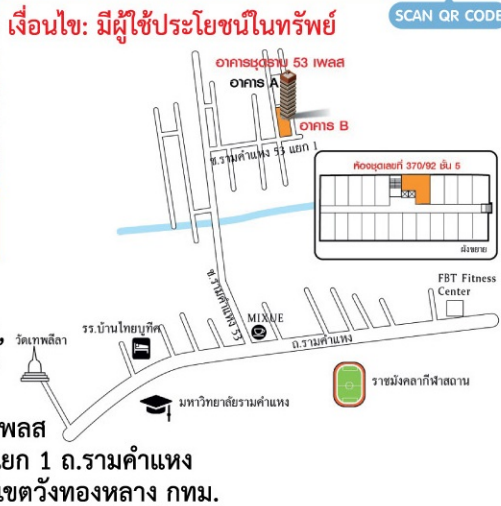 เงื่อนไข: มีผู้ใช้ประโยชน์ในทรัพย์
SCAN QR CODE
อาคารชุดราม 53 เพลส
อาคาร A
อาคาร B
ซ.รามคำแหง 53 แยก 1
ห้องชุดเลขที่ 370/92 ชั้น 5
ผังขยาย
FBT Fitness
Center
ซ.รามคำแหง 53
MIXUE
รร.บ้านไทยบูทีค
วัดเทพลีลา
ถ.รามคำแหง
ราชมังคลากีฬาสถาน
มหาวิทยาลัยรามคำแหง
พลส
ยก 1 ถ.รามคำแหง
เขตวังทองหลาง กทม.